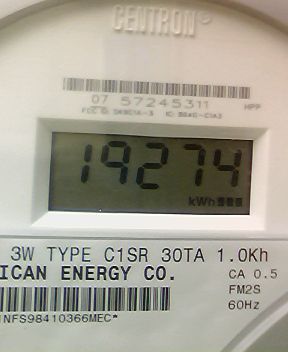 CENTRON®
07 57245311
HPP
19274
kWh
3W TYPE C1SR 30TA 1.0Kh
ICAN ENERGY CO.
CA 0.5
FM2S
60Hz
NFS98410366MEC*